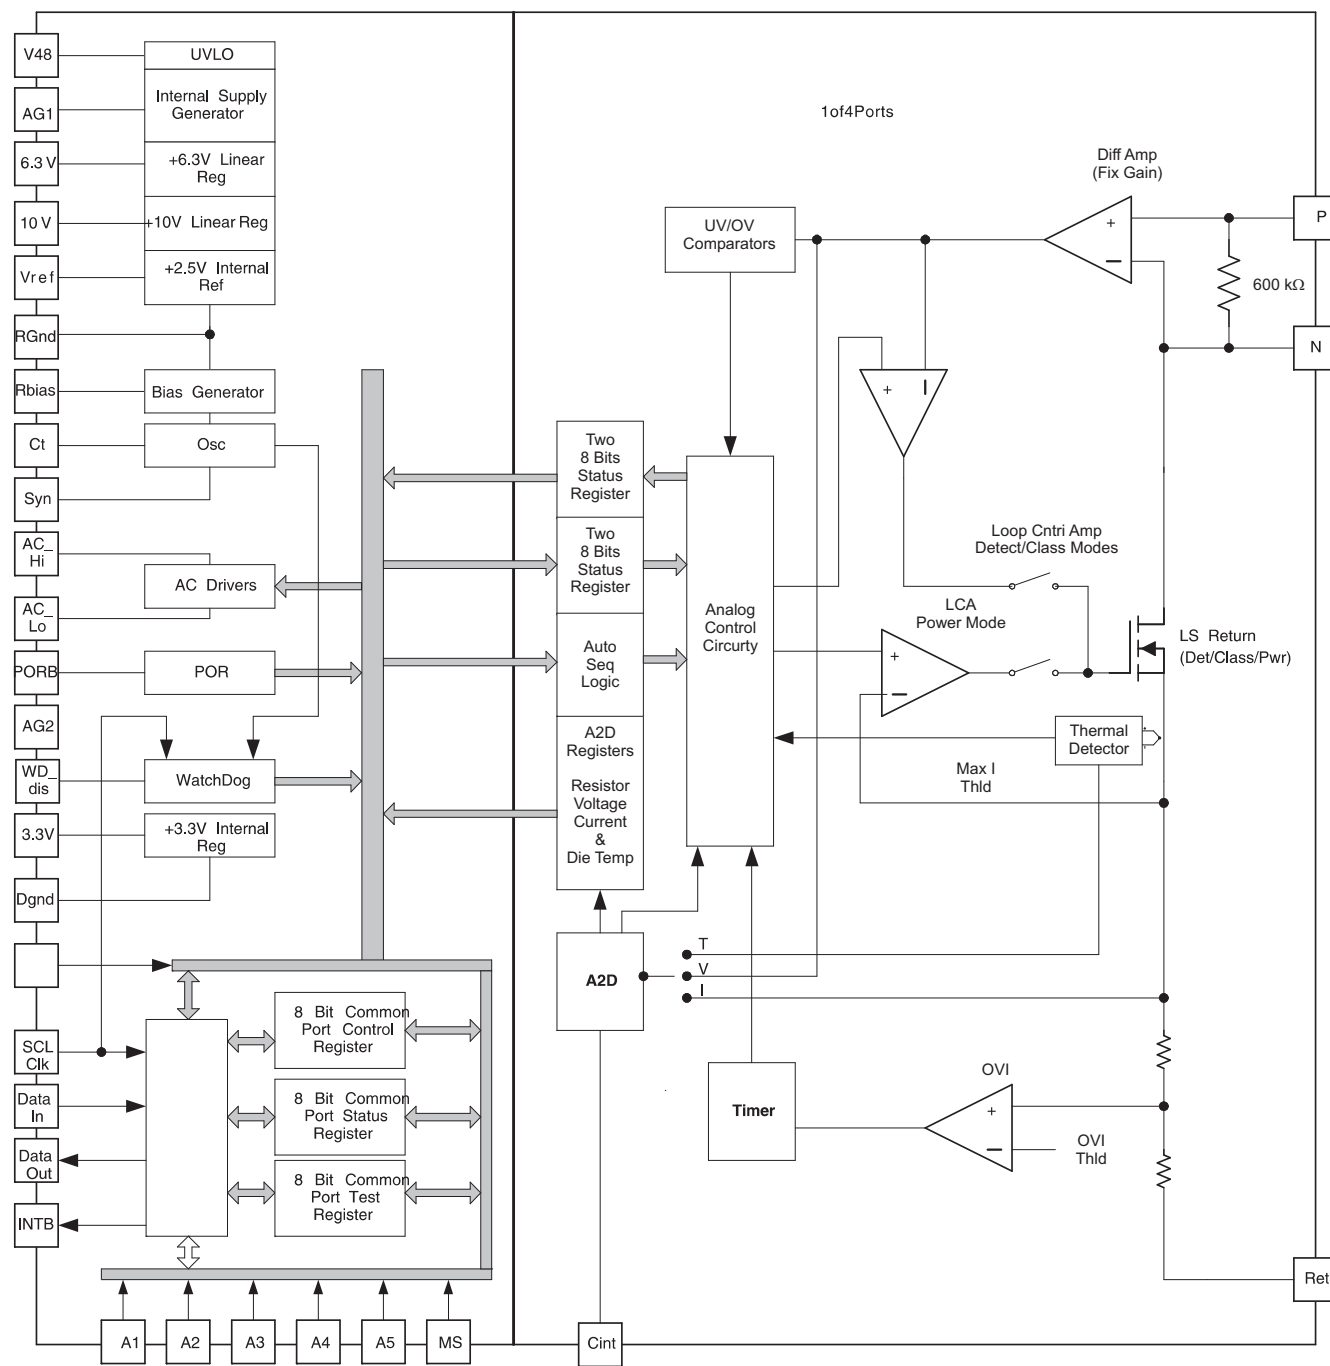 V48
UVLO
AG1
Internal Supply
Generator
6.3 V
+6.3V Linear
Reg
10 V
+10V Linear Reg
Vref
+2.5V Internal
Ref
RGnd
Rbias
Bias Generator
Ct
Osc
Syn
AC_
Hi
AC Drivers
AC_
Lo
PORB
POR
AG2
WD_
dis
WatchDog
3.3V
+3.3V Internal
Reg
Dgnd
SCL
Clk
Data
In
Data
Out
INTB
8 Bit Common
Port Control
Register
8 Bit Common
Port Status
Register
8 Bit Common
Port Test
Register
A1
A2
A3
A4
A5
MS
1of4Ports
Diff Amp
(Fix Gain)
+
P
UV/OV
Comparators
600 kΩ
N
+
Two
8 Bits
Status
Register
Two
8 Bits
Status
Register
Auto
Seq
Logic
A2D
Registers
Resistor
Voltage
Current
&
Die Temp
Analog
Control
Circurty
Loop Cntri Amp
Detect/Class Modes
LCA
Power Mode
+
LS Return
(Det/Class/Pwr)
Thermal
Detector
Max I
Thld
A2D
T
V
I
Timer
OVI
+
OVI
Thld
Ret
Cint